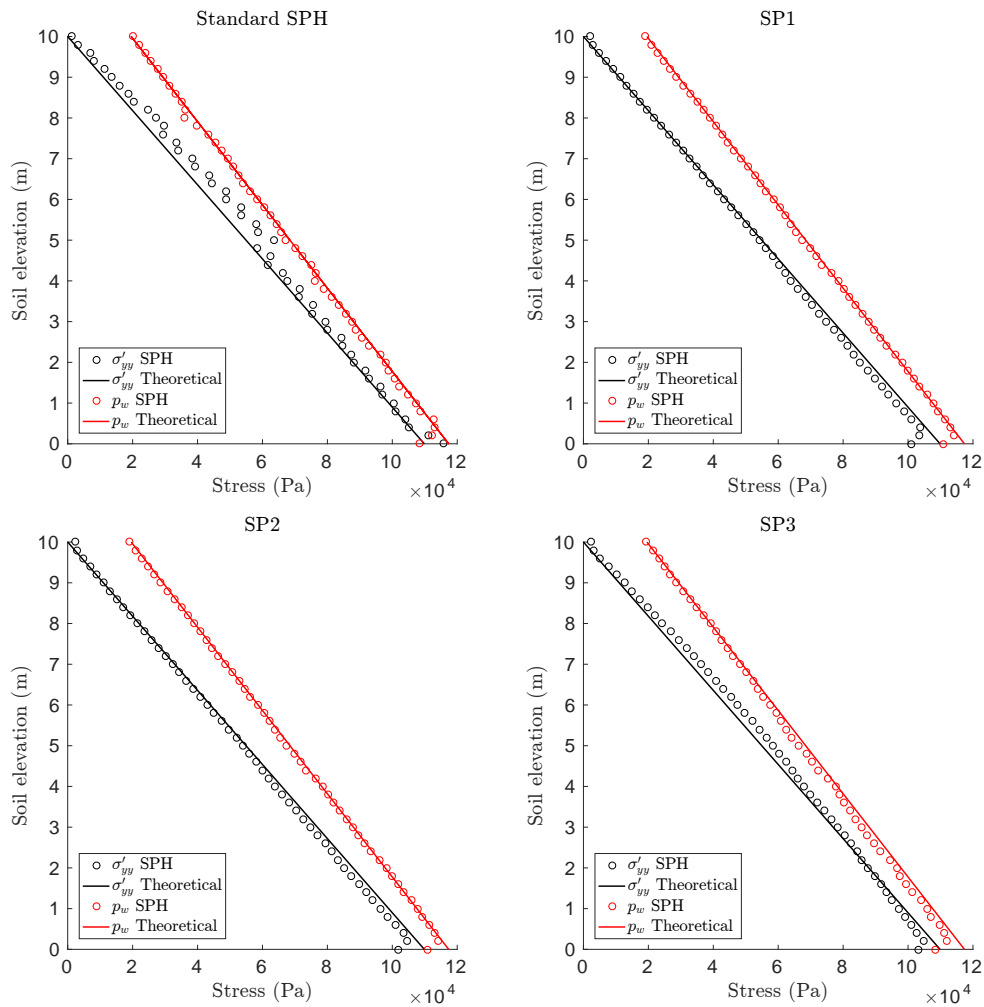 Standard SPH
10
9
8
7
6
5
4
3
2
1
0
Soil elevation (m)
σ′yy SPH
σ′yy Theoretical
pw SPH
pw Theoretical
0 2 4 6 8 10 12
Stress (Pa)
×10^4
SP1
10
9
8
7
6
5
4
3
2
1
0
Soil elevation (m)
σ′yy SPH
σ′yy Theoretical
pw SPH
pw Theoretical
0 2 4 6 8 10 12
Stress (Pa)
×10^4
SP2
10
9
8
7
6
5
4
3
2
1
0
Soil elevation (m)
σ′yy SPH
σ′yy Theoretical
pw SPH
pw Theoretical
0 2 4 6 8 10 12
Stress (Pa)
×10^4
SP3
10
9
8
7
6
5
4
3
2
1
0
Soil elevation (m)
σ′yy SPH
σ′yy Theoretical
pw SPH
pw Theoretical
0 2 4 6 8 10 12
Stress (Pa)
×10^4